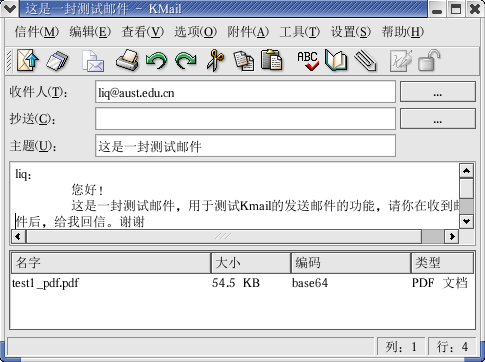 这是一封测试邮件 - KMail
信件(M) 编辑(E) 查看(V) 选项(O) 附件(A) 工具(T) 设置(S) 帮助(H)
ABC
收件人(T): liq@aust.edu.cn ...
抄送(C): ...
主题(U): 这是一封测试邮件
liq:
您好!
这是一封测试邮件，用于测试Kmail的发送邮件的功能，请你在收到邮
件后，给我回信。谢谢
名字 大小 编码 类型
test1_pdf.pdf 54.5 KB base64 PDF 文档
列: 1 行: 4